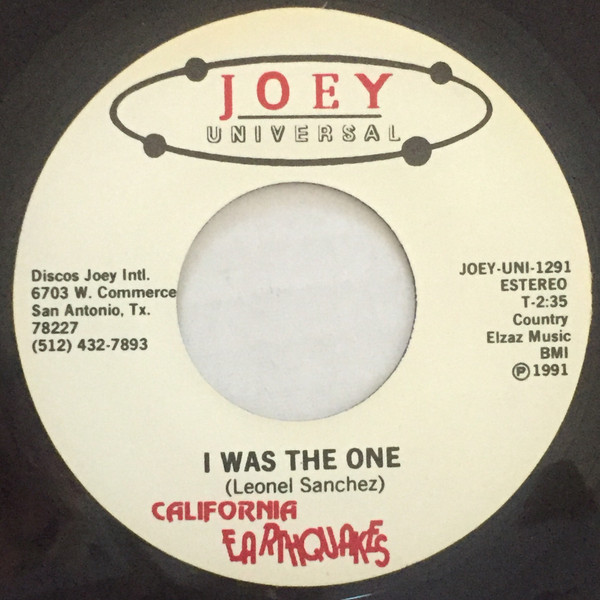 JOEY
UNIVERSAL
Discos Joey Intl.
6703 W. Commerce
San Antonio, Tx.
78227
(512) 432-7893
JOEY-UNI-1291
ESTEREO
T-2:35
Country
Elzaz Music
BMI
Ⓟ1991
I WAS THE ONE
(Leonel Sanchez)
CALIFORNIA
EARTHQUAKES